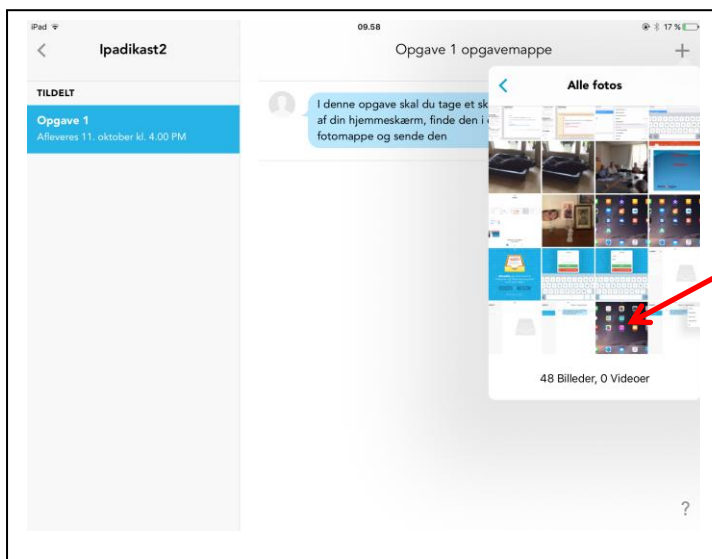 iPad
09.58
17 %
Ipadikast2
Opgave 1 opgavemappe
TILDELT
Opgave 1
Afleveres 11. oktober kl. 4.00 PM
I denne opgave skal du tage et sk
af din hjemmeskærm, finde den i
fotomappe og sende den
Alle fotos
48 Billeder, 0 Videoer
?